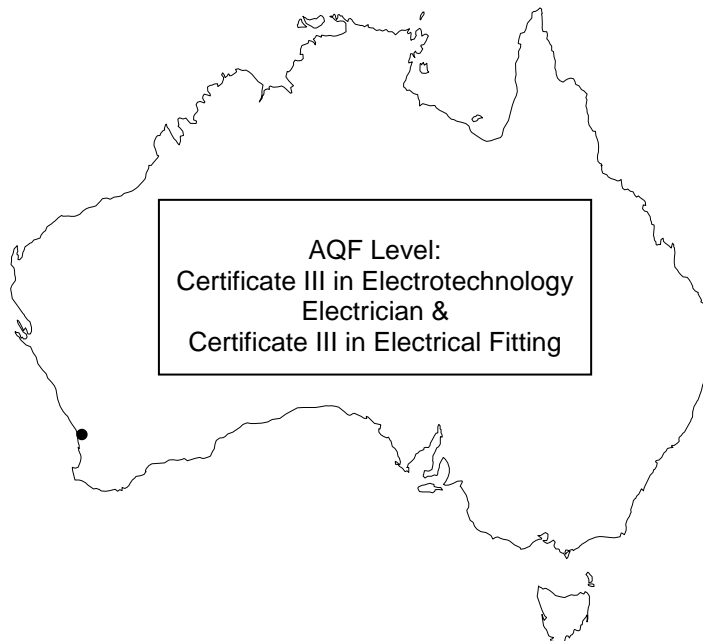 AQF Level:
Certificate III in Electrotechnology
Electrician &
Certificate III in Electrical Fitting